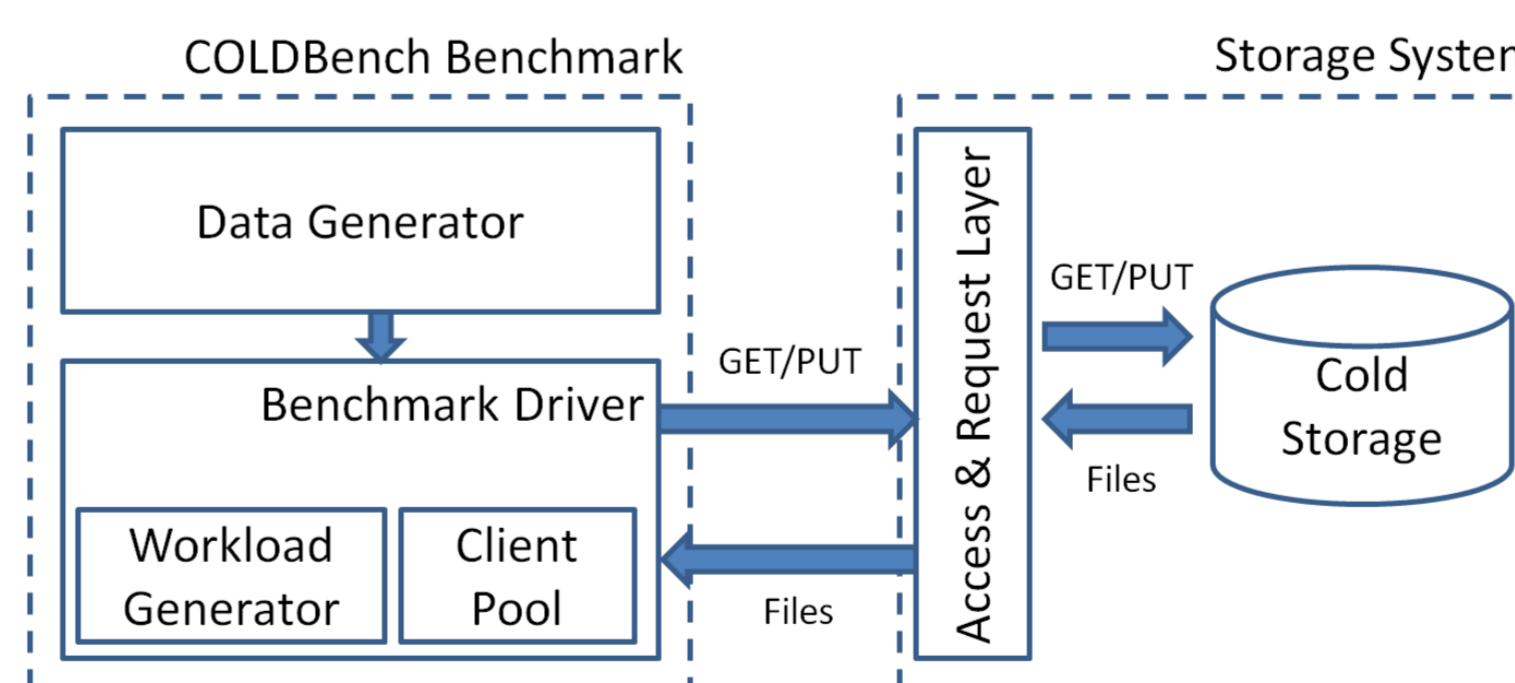 COLDBench Benchmark
Storage System
Data Generator
Benchmark Driver
Workload
Generator
Client
Pool
GET/PUT
Files
Access & Request Layer
GET/PUT
Files
Cold
Storage